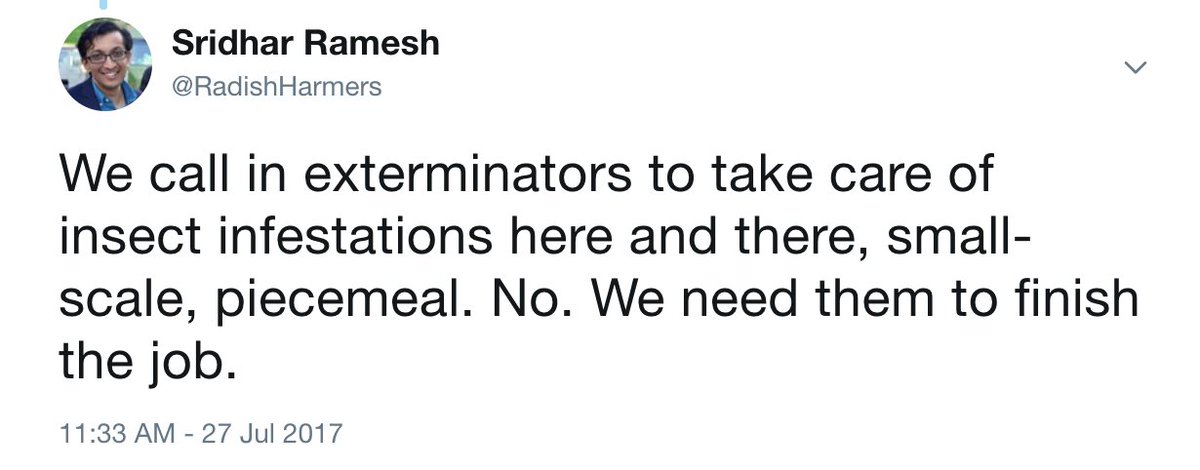 Sridhar Ramesh
@RadishHarmers
We call in exterminators to take care of
insect infestations here and there, small-
scale, piecemeal. No. We need them to finish
the job.
11:33 AM - 27 Jul 2017